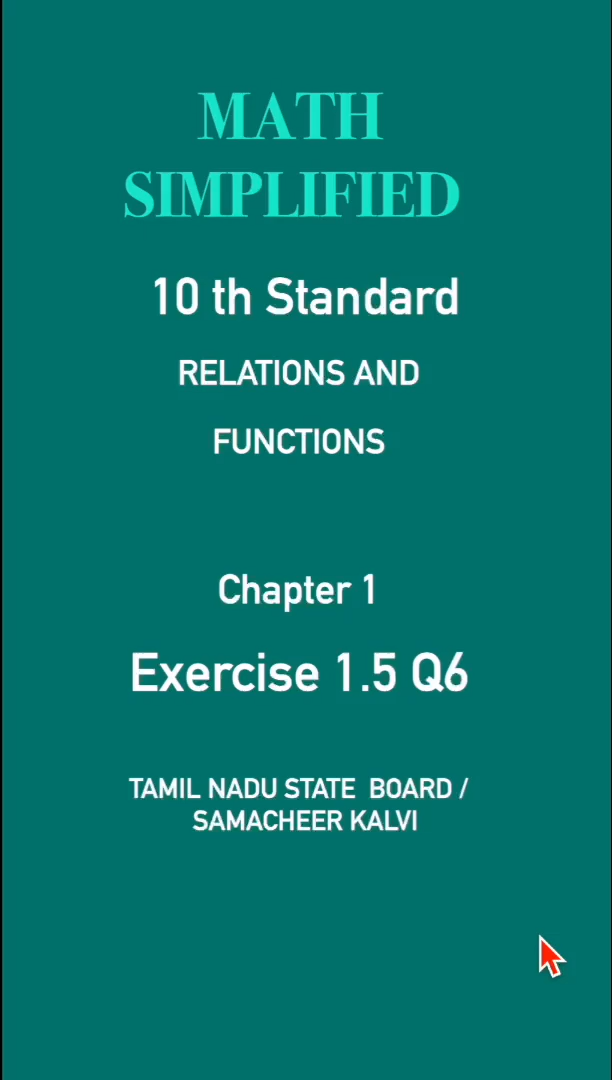 MATH
SIMPLIFIED
10 th Standard
RELATIONS AND
FUNCTIONS
Chapter 1
Exercise 1.5 Q6
TAMIL NADU STATE BOARD /
SAMACHEER KALVI